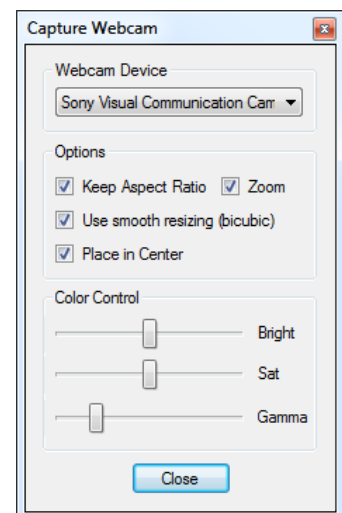 Capture Webcam
Webcam Device
Sony Visual Communication Cam
Options
Keep Aspect Ratio Zoom
Use smooth resizing (bicubic)
Place in Center
Color Control
Bright
Sat
Gamma
Close